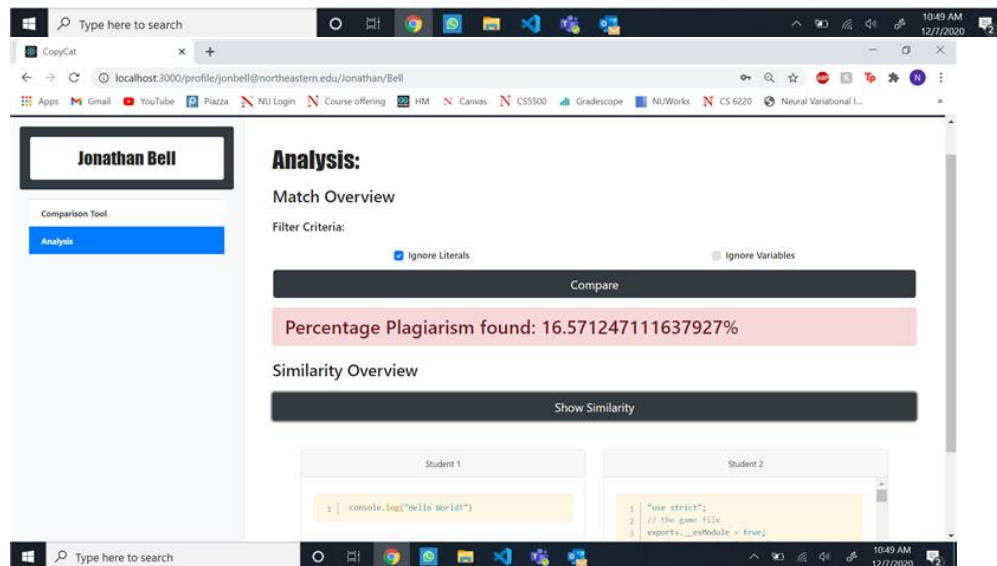 Type here to search
10:49 AM
12/7/2020
2
CopyCat
localhost:3000/profile/jonbell@northeastern.edu/Jonathan/Bell
ABP
Tp
N
Apps M Gmail YouTube P Piazza N NU Login N Course offering HM N Canvas N CS5500 Gradescope NUWorks N CS 6220 Neural Variational I... »
Jonathan Bell
Comparison Tool
Analysis
Analysis:
Match Overview
Filter Criteria:
Ignore Literals Ignore Variables
Compare
Percentage Plagiarism found: 16.571247111637927%
Similarity Overview
Show Similarity
Student 1
1 console.log("Hello World!")
Student 2
1 "use strict";
2 // the game file
3 exports.__esModule = true;
Type here to search
10:49 AM
12/7/2020
2